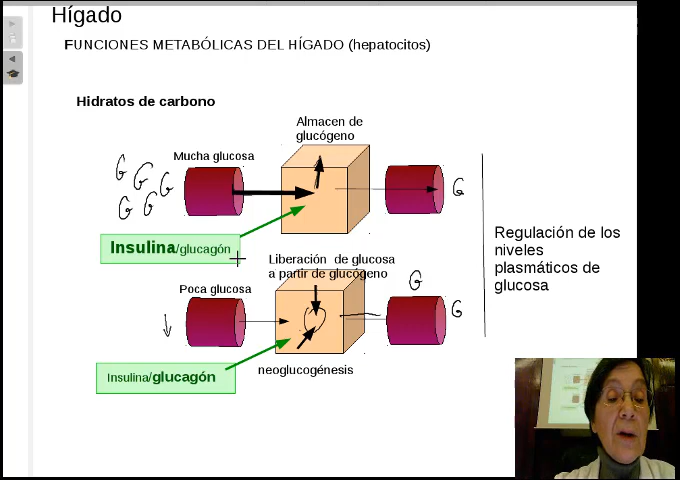 Hígado
FUNCIONES METABÓLICAS DEL HÍGADO (hepatocitos)
Hidratos de carbono
Almacen de
glucógeno
Mucha glucosa
G G G G G
G
Insulina/glucagón
Liberación de glucosa
a partir de glucógeno
Poca glucosa
G
G
Insulina/glucagón
neoglucogénesis
Regulación de los
niveles
plasmáticos de
glucosa